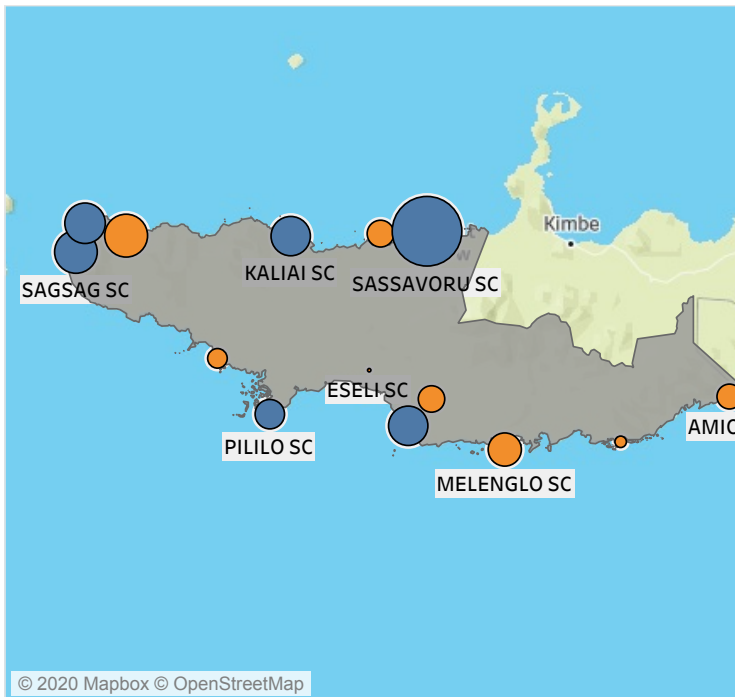 Kimbe
KALIAI SC
SASSAVORU SC
SAGSAG SC
ESELI SC
AMIO
PILILO SC
MELENGLO SC
© 2020 Mapbox © OpenStreetMap